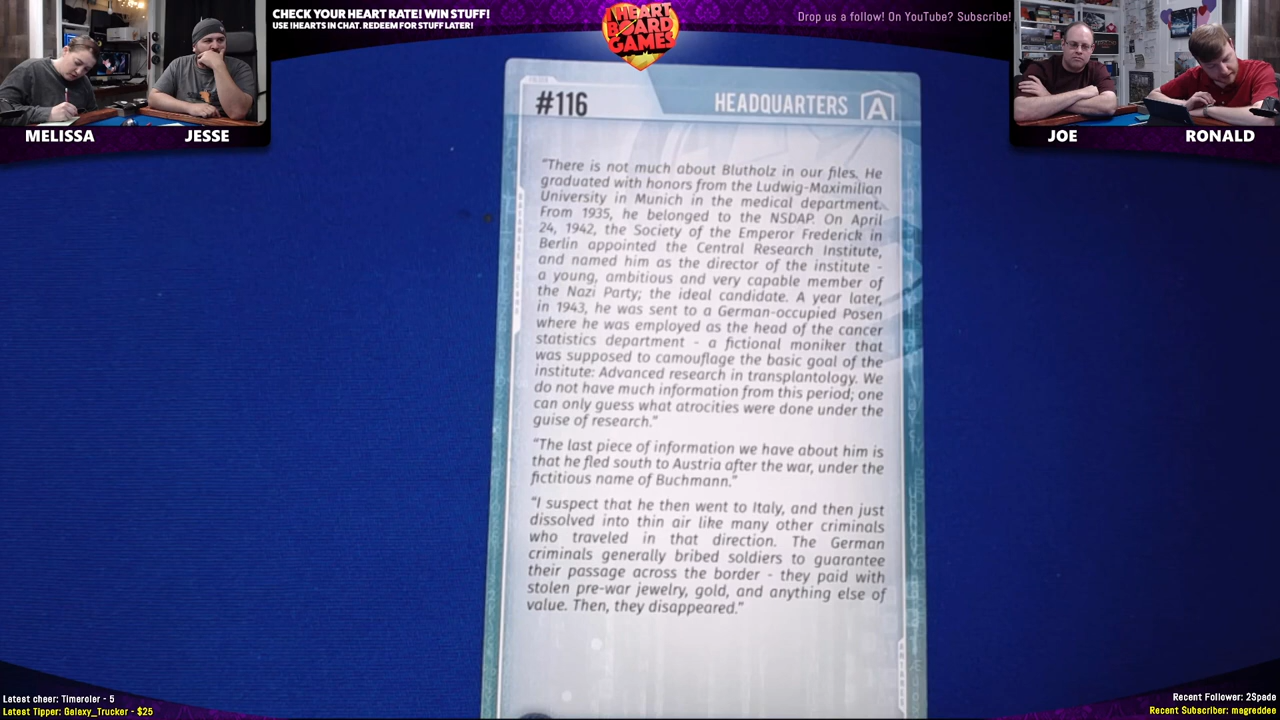 CHECK YOUR HEART RATE! WIN STUFF!
USE !HEARTS IN CHAT. REDEEM FOR STUFF LATER!
I HEART
BOARD
GAMES
Drop us a follow! On YouTube? Subscribe!
MELISSA
JESSE
JOE
RONALD
#116
HEADQUARTERS
A
"There is not much about Blutholz in our files. He
graduated with honors from the Ludwig-Maximilian
University in Munich in the medical department.
From 1935, he belonged to the NSDAP. On April
24, 1942, the Society of the Emperor Frederick in
Berlin appointed the Central Research Institute,
and named him as the director of the institute -
a young, ambitious and very capable member of
the Nazi Party; the ideal candidate. A year later,
in 1943, he was sent to a German-occupied Posen
where he was employed as the head of the cancer
statistics department - a fictional moniker that
was supposed to camouflage the basic goal of the
institute: Advanced research in transplantology. We
do not have much information from this period; one
can only guess what atrocities were done under the
guise of research."
"The last piece of information we have about him is
that he fled south to Austria after the war, under the
fictitious name of Buchmann."
"I suspect that he then went to Italy, and then just
dissolved into thin air like many other criminals
who traveled in that direction. The German
criminals generally bribed soldiers to guarantee
their passage across the border - they paid with
stolen pre-war jewelry, gold, and anything else of
value. Then, they disappeared."
ANTARES
Latest cheer: Timeroler - 5
Latest Tipper: Galaxy_Trucker - $25
Recent Follower: 2Spade
Recent Subscriber: magreddee